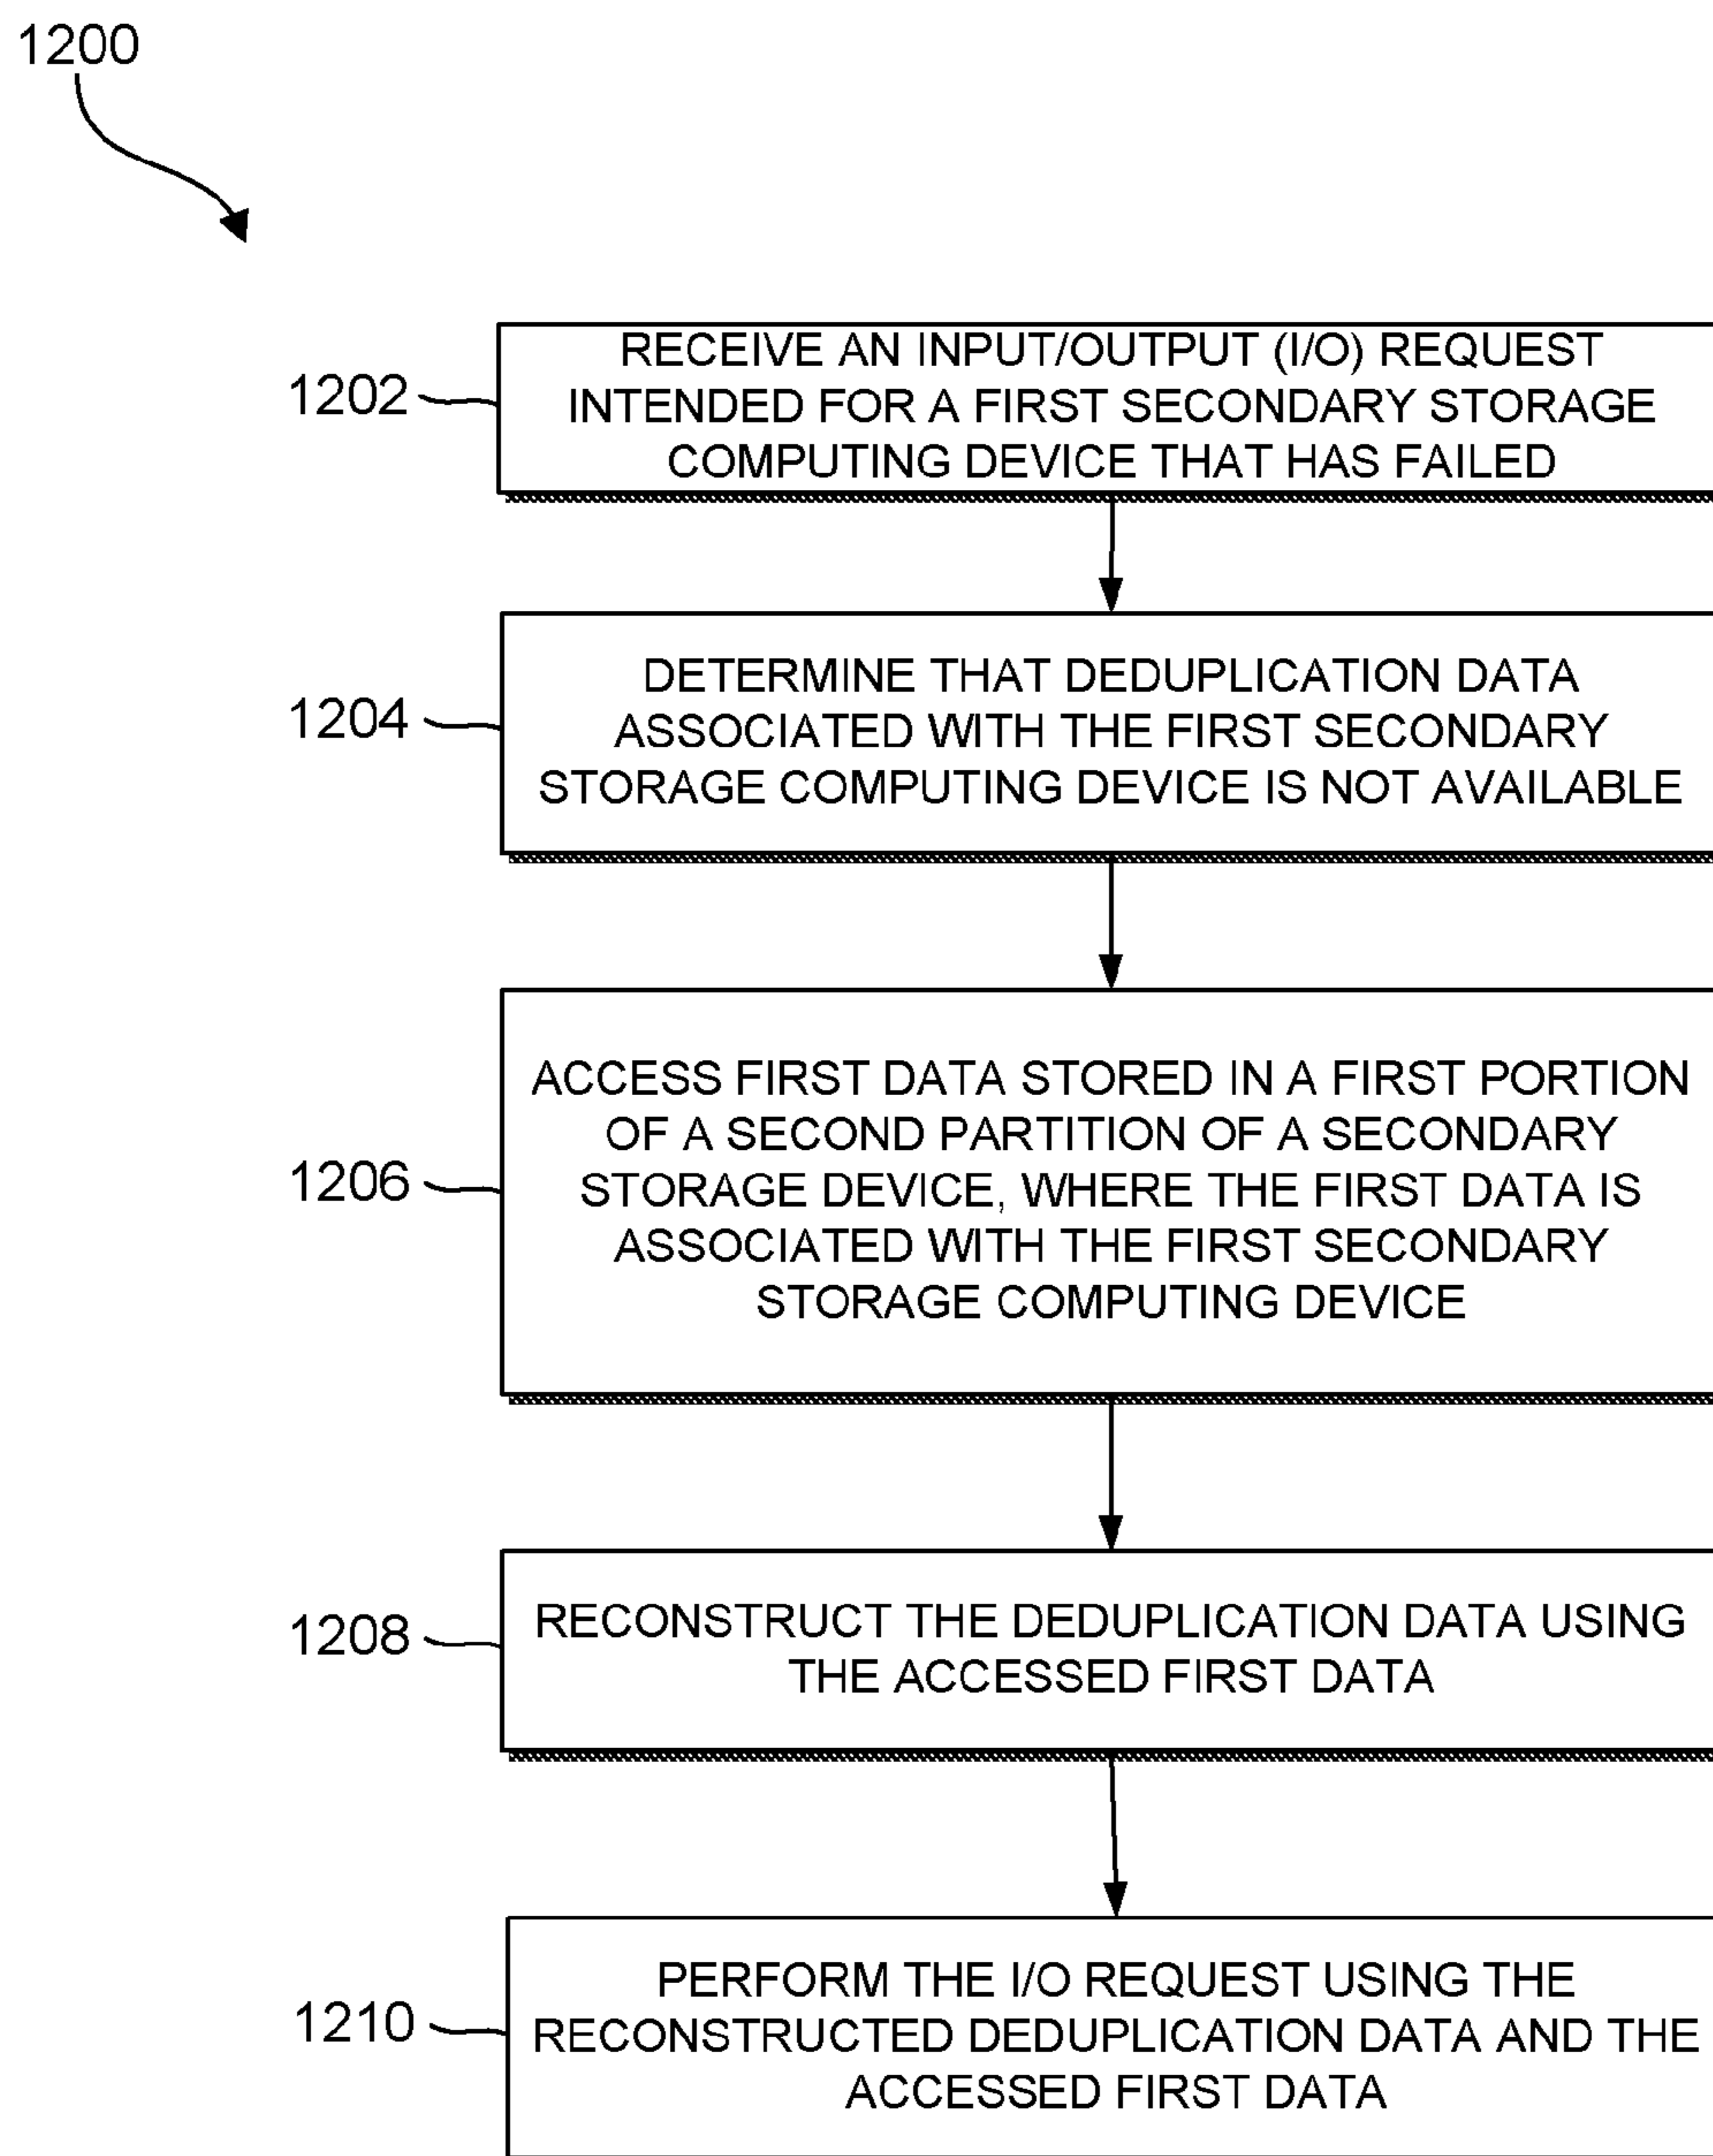 1200
1202
RECEIVE AN INPUT/OUTPUT (I/O) REQUEST
INTENDED FOR A FIRST SECONDARY STORAGE
COMPUTING DEVICE THAT HAS FAILED
1204
DETERMINE THAT DEDUPLICATION DATA
ASSOCIATED WITH THE FIRST SECONDARY
STORAGE COMPUTING DEVICE IS NOT AVAILABLE
1206
ACCESS FIRST DATA STORED IN A FIRST PORTION
OF A SECOND PARTITION OF A SECONDARY
STORAGE DEVICE, WHERE THE FIRST DATA IS
ASSOCIATED WITH THE FIRST SECONDARY
STORAGE COMPUTING DEVICE
1208
RECONSTRUCT THE DEDUPLICATION DATA USING
THE ACCESSED FIRST DATA
1210
PERFORM THE I/O REQUEST USING THE
RECONSTRUCTED DEDUPLICATION DATA AND THE
ACCESSED FIRST DATA